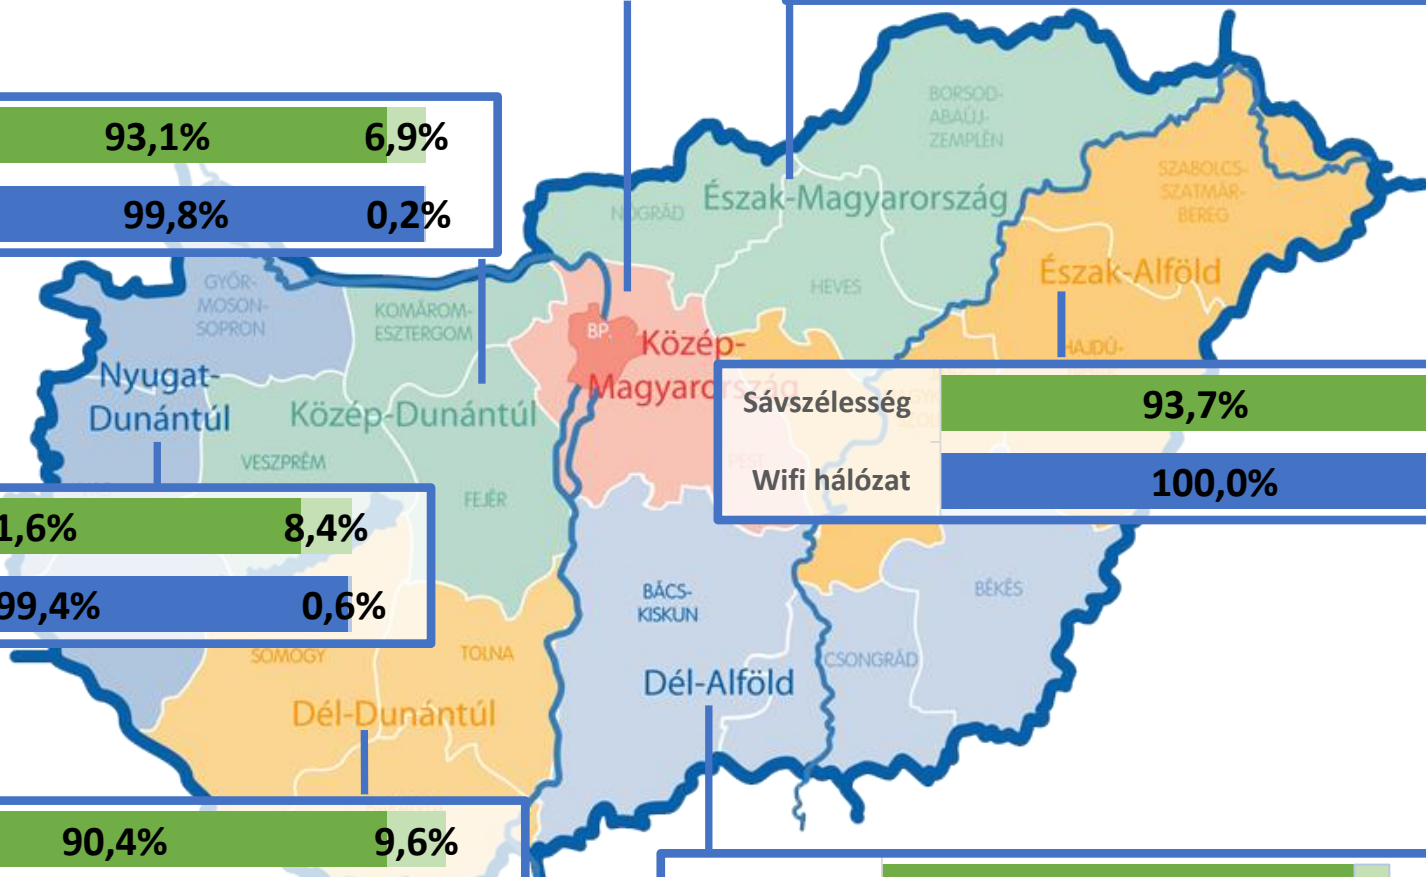 93,1%
6,9%
99,8%
0,2%
BORSOD-
ABAÚJ-
ZEMPLÉN
SZABOLCS-
SZATMÁR-
BEREG
Észak-Magyarország
NÓGRÁD
HEVES
Észak-Alföld
HAJDÚ-
GYŐR-
MOSON-
SOPRON
KOMÁROM-
ESZTERGOM
BP.
Közép-
Magyarország
Nyugat-
Dunántúl
Közép-Dunántúl
VESZPRÉM
FEJÉR
Sávszélesség
93,7%
Wifi hálózat
100,0%
PEST
1,6%
8,4%
99,4%
0,6%
BÁCS-
KISKUN
BÉKÉS
CSONGRÁD
SOMOGY
TOLNA
Dél-Alföld
Dél-Dunántúl
90,4%
9,6%